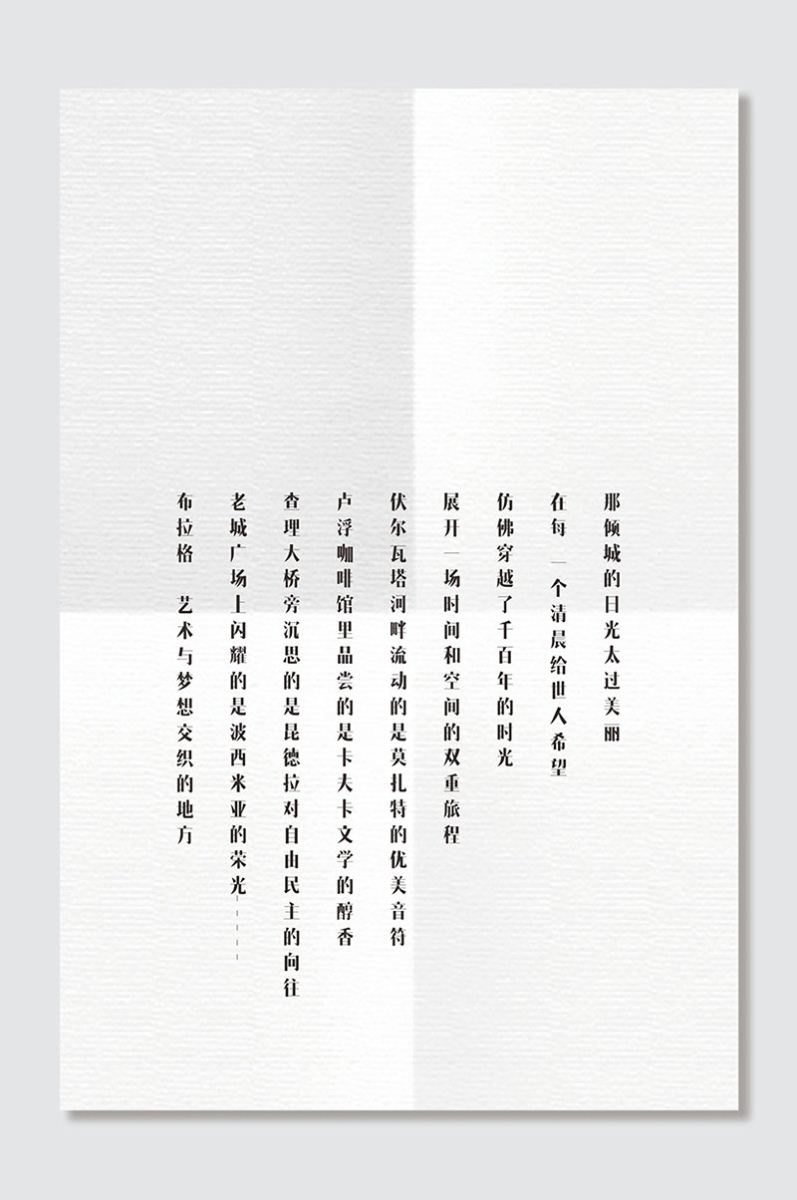 那倾城的日光太过美丽
在每 一个清晨给世人希望
仿佛穿越了千百年的时光
展开一场时间和空间的双重旅程
伏尔瓦塔河畔流动的是莫扎特的优美音符
卢浮咖啡馆里品尝的是卡夫卡文学的醇香
查理大桥旁沉思的是昆德拉对自由民主的向往
老城广场上闪耀的是波西米亚的荣光-----
布拉格 艺术与梦想交织的地方